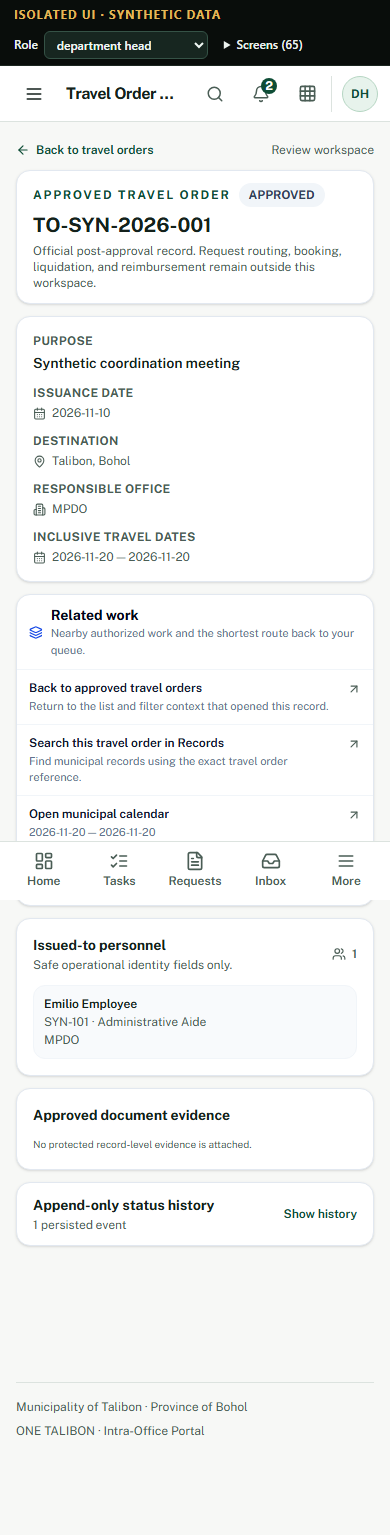 ISOLATED UI · SYNTHETIC DATA
Role department head ▶ Screens (65)
Travel Order ... 2 DH
Back to travel orders Review workspace
APPROVED TRAVEL ORDER APPROVED
TO-SYN-2026-001
Official post-approval record. Request routing, booking,
liquidation, and reimbursement remain outside this
workspace.
PURPOSE
Synthetic coordination meeting
ISSUANCE DATE
2026-11-10
DESTINATION
Talibon, Bohol
RESPONSIBLE OFFICE
MPDO
INCLUSIVE TRAVEL DATES
2026-11-20 — 2026-11-20
Related work
Nearby authorized work and the shortest route back to your
queue.
Back to approved travel orders
Return to the list and filter context that opened this record.
Search this travel order in Records
Find municipal records using the exact travel order
reference.
Open municipal calendar
2026-11-20 — 2026-11-20
Home Tasks Requests Inbox More
Issued-to personnel
Safe operational identity fields only.
1
Emilio Employee
SYN-101 · Administrative Aide
MPDO
Approved document evidence
No protected record-level evidence is attached.
Append-only status history
1 persisted event
Show history
Municipality of Talibon · Province of Bohol
ONE TALIBON · Intra-Office Portal